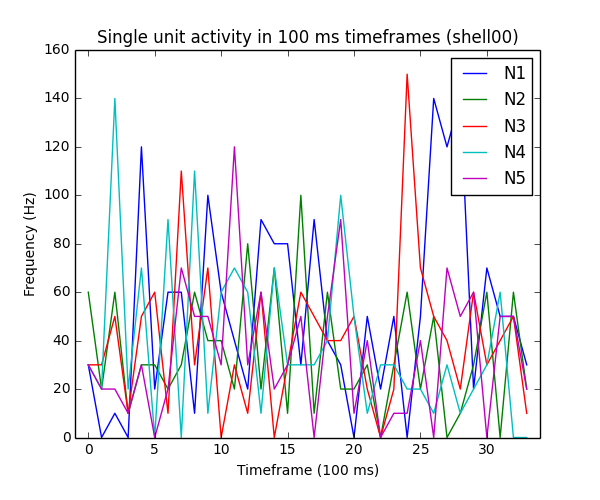 Single unit activity in 100 ms timeframes (shell00)
160
140
120
100
80
60
40
20
0
Frequency (Hz)
N1
N2
N3
N4
N5
0 5 10 15 20 25 30
Timeframe (100 ms)